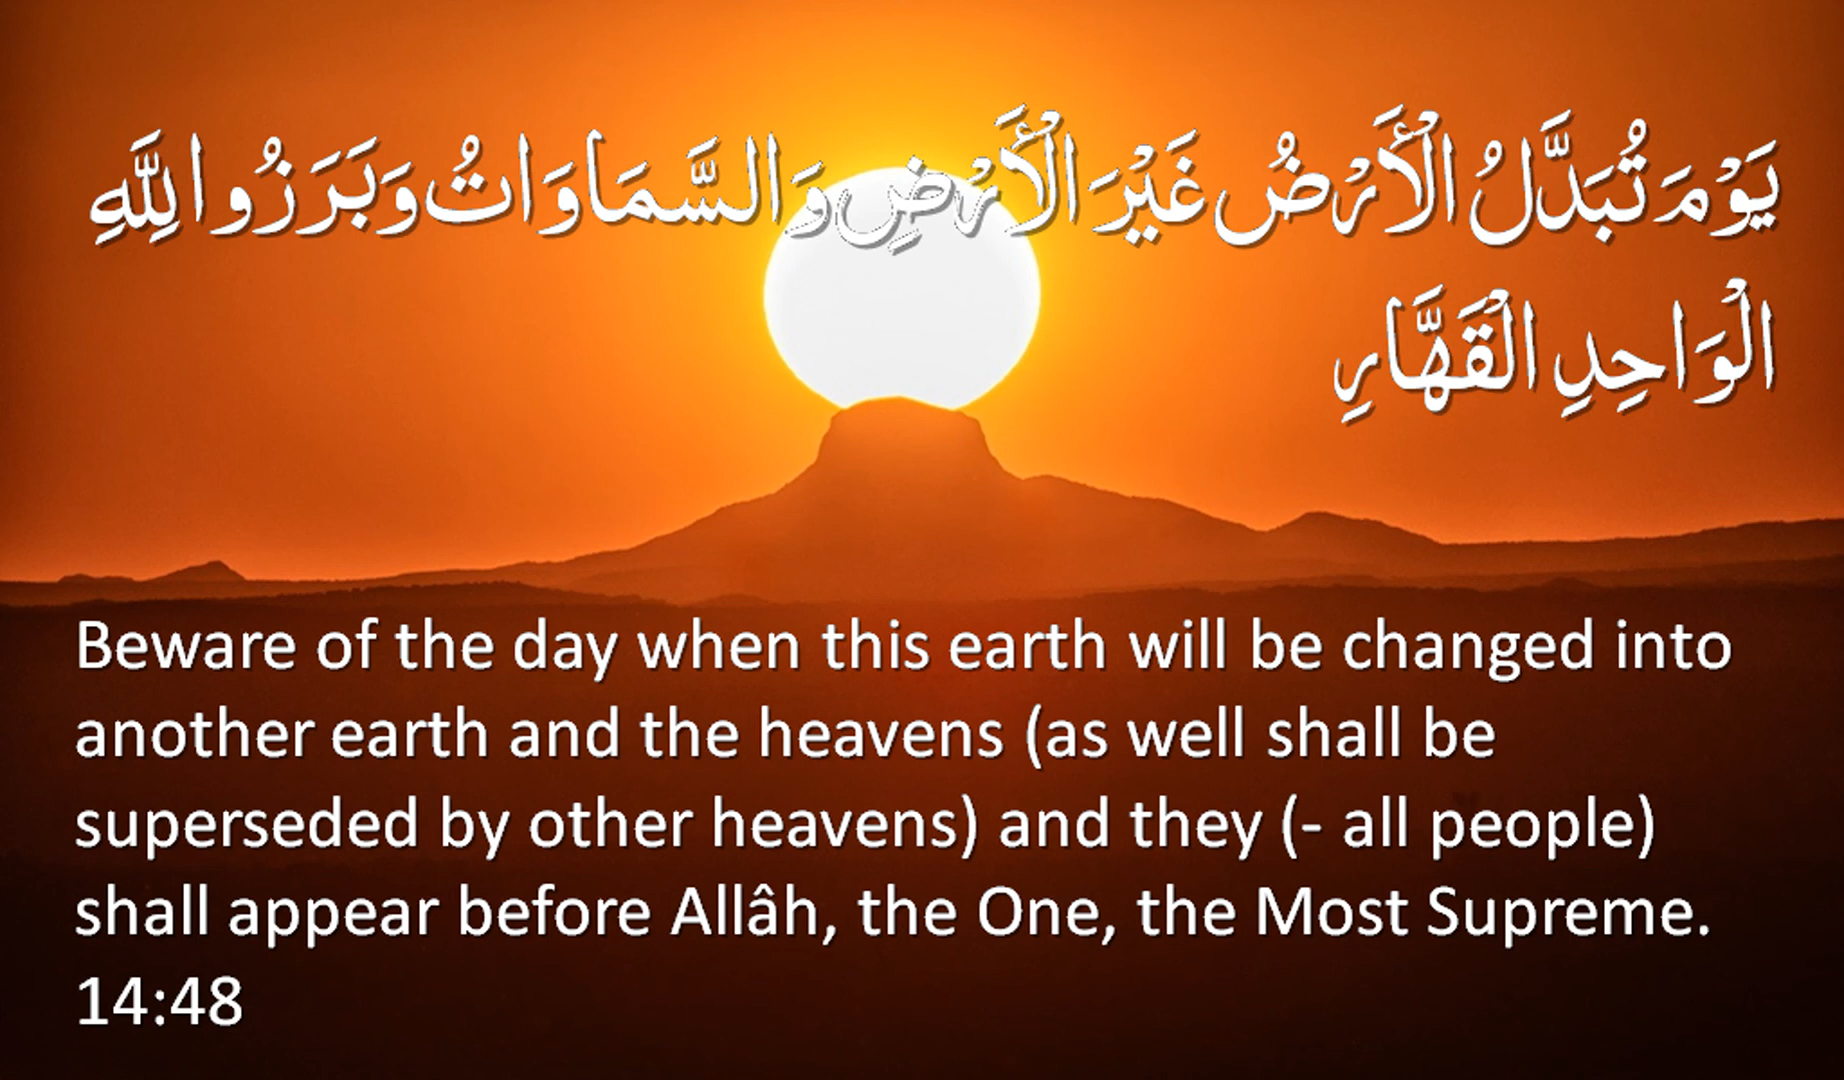 يَوْمَ تُبَدَّلُ الْأَرْضُ غَيْرَ الْأَرْضِ وَالسَّمَاوَاتُ وَبَرَزُوا لِلَّهِ
الْوَاحِدِ الْقَهَّارِ
Beware of the day when this earth will be changed into
another earth and the heavens (as well shall be
superseded by other heavens) and they (- all people)
shall appear before Allâh, the One, the Most Supreme.
14:48